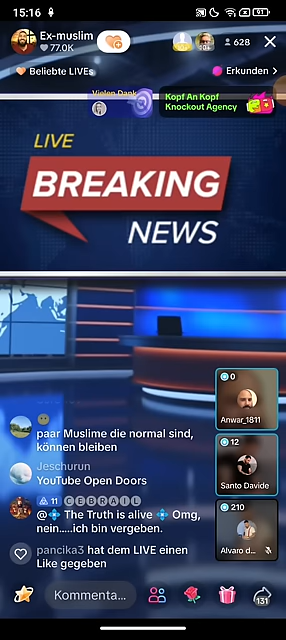 15:16
91
Ex-muslim
77.0K
90+
628
Beliebte LIVEs
Erkunden >
Vielen Dank
Kopf An Kopf
Knockout Agency
LIVE
BREAKING
NEWS
0
Anwar_1811
12
Santo Davide
210
Alvaro d...
paar Muslime die normal sind,
können bleiben
Jeschurun
YouTube Open Doors
11 CEBRAIL
@💠 The Truth is alive 💠 Omg,
nein.....ich bin vergeben.
pancika3 hat dem LIVE einen
Like gegeben
Kommenta...
131